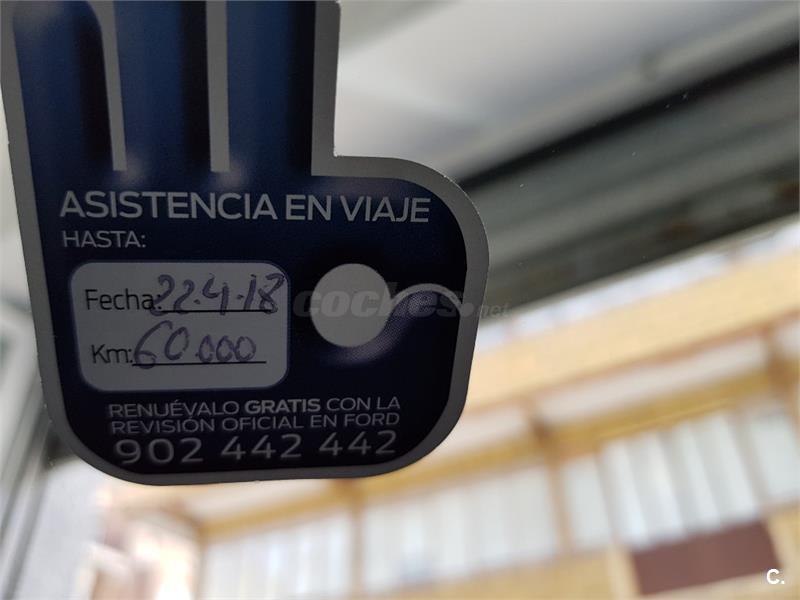 ASISTENCIA EN VIAJE
HASTA:
Fecha: 22.4.18
Km: 60.000
RENUÉVALO GRATIS CON LA
REVISIÓN OFICIAL EN FORD
902 442 442
coches.net
C.